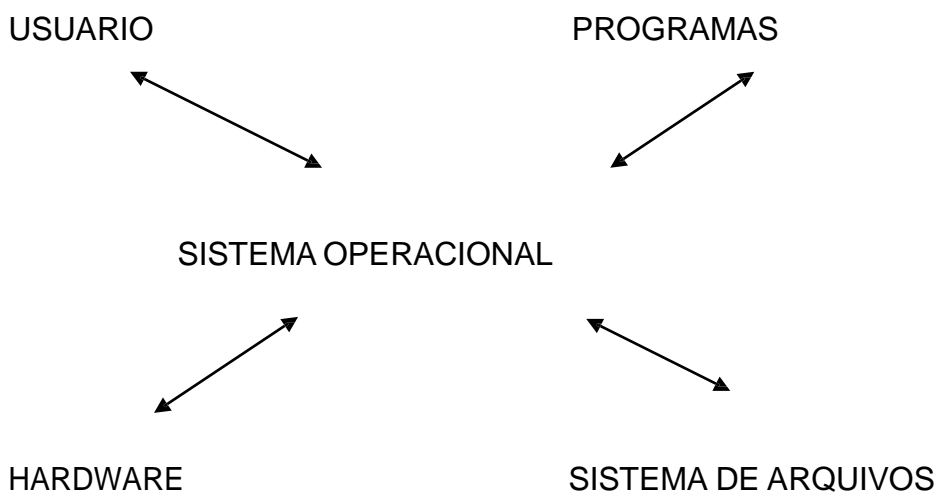 USUARIO PROGRAMAS
SISTEMA OPERACIONAL
HARDWARE SISTEMA DE ARQUIVOS